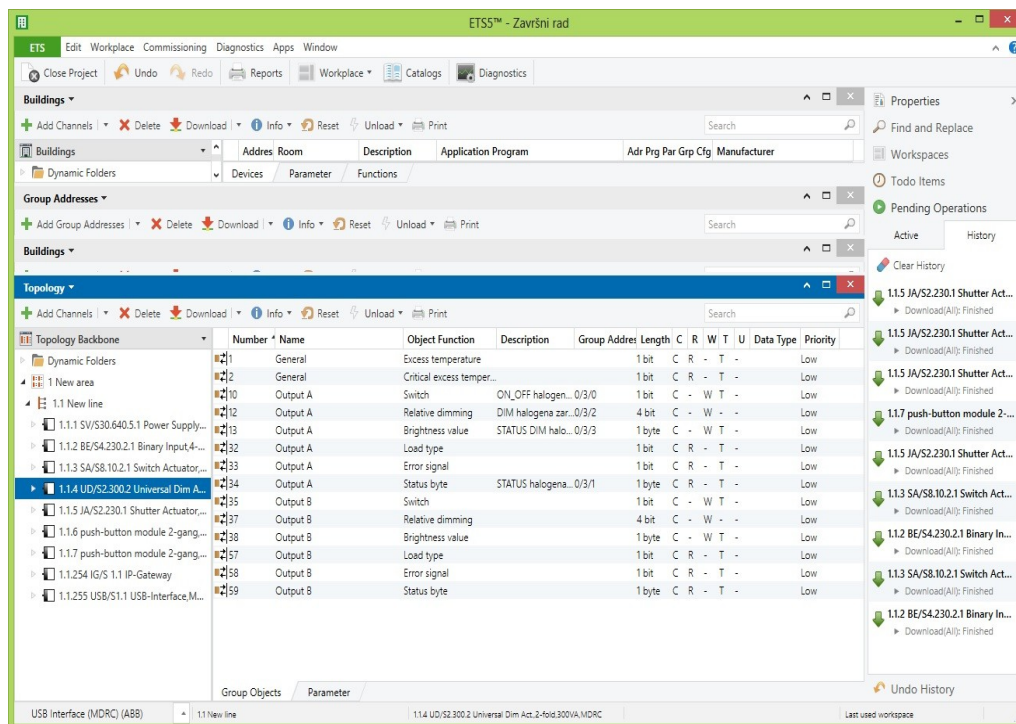 ETS5™ - Završni rad
ETS Edit Workplace Commissioning Diagnostics Apps Window
Close Project Undo Redo Reports Workplace Catalogs Diagnostics
Buildings
Add Channels Delete Download Info Reset Unload Print Search
Buildings Addres Room Description Application Program Adr Prg Par Grp Cfg Manufacturer
Dynamic Folders Devices Parameter Functions
Group Addresses
Add Group Addresses Delete Download Info Reset Unload Print Search
Buildings
Topology
Add Channels Delete Download Info Reset Unload Print Search
Topology Backbone
Dynamic Folders
1 New area
1.1 New line
1.1.1 SV/S30.640.5.1 Power Supply,...
1.1.2 BE/S4.230.2.1 Binary Input,4-...
1.1.3 SA/S8.10.2.1 Switch Actuator,...
1.1.4 UD/S2.300.2 Universal Dim A...
1.1.5 JA/S2.230.1 Shutter Actuator,...
1.1.6 push-button module 2-gang,...
1.1.7 push-button module 2-gang,...
1.1.254 IG/S 1.1 IP-Gateway
1.1.255 USB/S1.1 USB-Interface,M...
Number Name Object Function Description Group Addres Length C R W T U Data Type Priority
1 General Excess temperature 1 bit C R - T - Low
2 General Critical excess temper... 1 bit C R - T - Low
10 Output A Switch ON_OFF halogen... 0/3/0 1 bit C - W T - Low
12 Output A Relative dimming DIM halogena zar... 0/3/2 4 bit C - W - - Low
13 Output A Brightness value STATUS DIM halo... 0/3/3 1 byte C - W T - Low
32 Output A Load type 1 bit C R - T - Low
33 Output A Error signal 1 bit C R - T - Low
34 Output A Status byte STATUS halogena... 0/3/1 1 byte C R - T - Low
35 Output B Switch 1 bit C - W T - Low
37 Output B Relative dimming 4 bit C - W - - Low
38 Output B Brightness value 1 byte C - W T - Low
57 Output B Load type 1 bit C R - T - Low
58 Output B Error signal 1 bit C R - T - Low
59 Output B Status byte 1 byte C R - T - Low
Group Objects Parameter
Properties
Find and Replace
Workspaces
Todo Items
Pending Operations
Active History
Clear History
1.1.5 JA/S2.230.1 Shutter Act...
Download(All): Finished
1.1.5 JA/S2.230.1 Shutter Act...
Download(All): Finished
1.1.5 JA/S2.230.1 Shutter Act...
Download(All): Finished
1.1.7 push-button module 2-...
Download(All): Finished
1.1.5 JA/S2.230.1 Shutter Act...
Download(All): Finished
1.1.3 SA/S8.10.2.1 Switch Act...
Download(All): Finished
1.1.2 BE/S4.230.2.1 Binary In...
Download(All): Finished
1.1.3 SA/S8.10.2.1 Switch Act...
Download(All): Finished
1.1.2 BE/S4.230.2.1 Binary In...
Download(All): Finished
Undo History
USB Interface (MDRC) (ABB) 1.1 New line 1.1.4 UD/S2.300.2 Universal Dim Act.,2-fold,300VA,MDRC Last used workspace